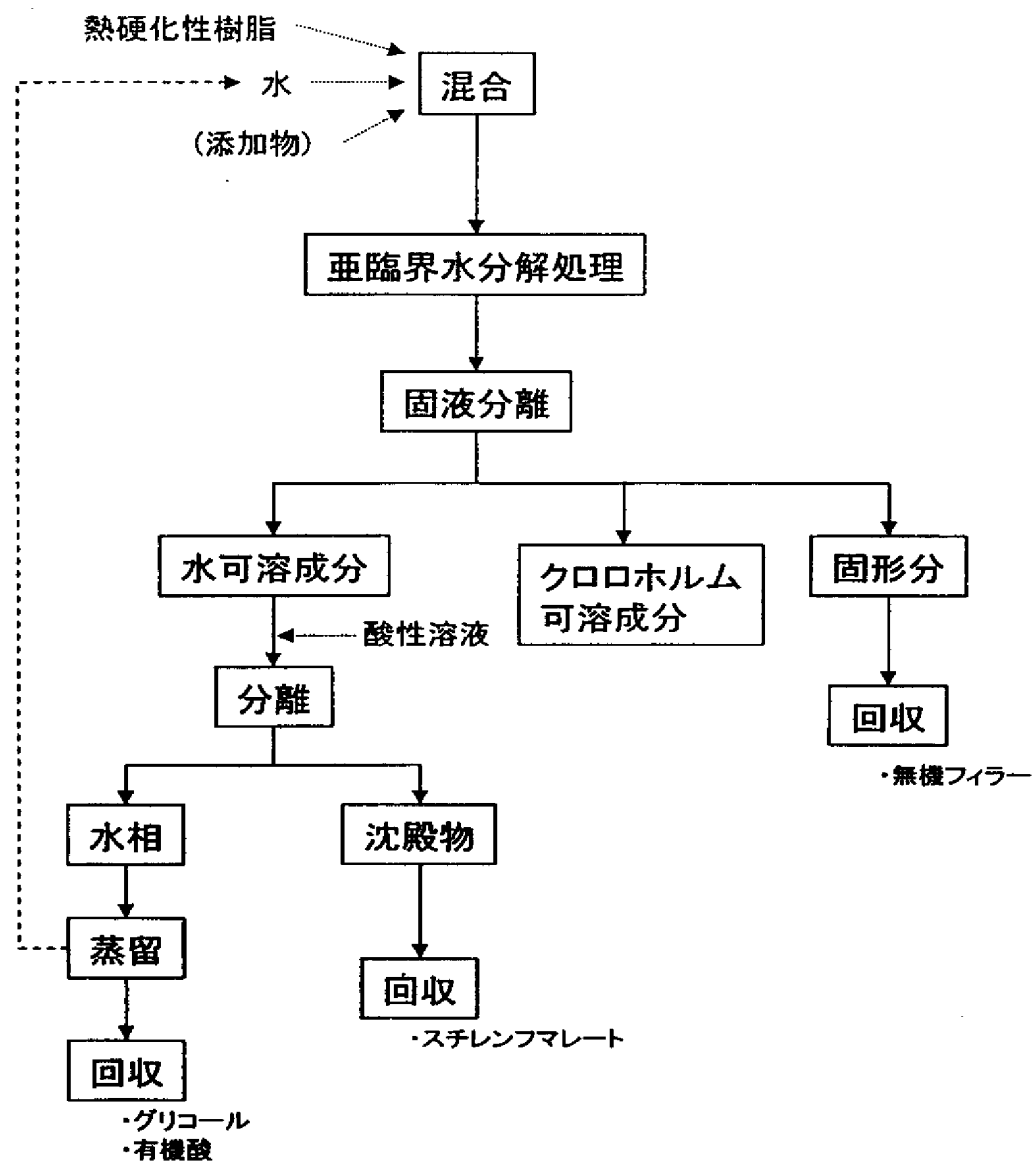 熱硬化性樹脂
水
混合
(添加物)
亜臨界水分解処理
固液分離
水可溶成分
クロロホルム
可溶成分
固形分
酸性溶液
分離
回収
・無機フィラー
水相
沈殿物
蒸留
回収
・スチレンフマレート
回収
・グリコール
・有機酸